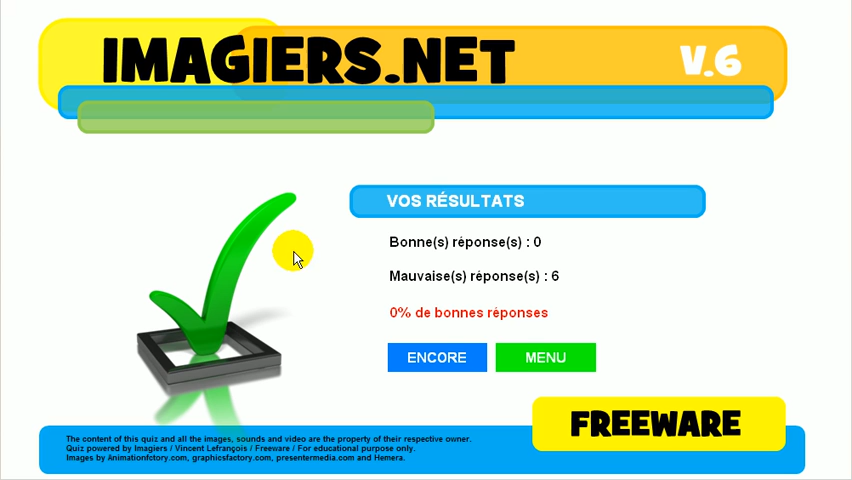 IMAGIERS.NET
V.6
VOS RÉSULTATS
Bonne(s) réponse(s) : 0
Mauvaise(s) réponse(s) : 6
0% de bonnes réponses
ENCORE
MENU
FREEWARE
The content of this quiz and all the images, sounds and video are the property of their respective owner.
Quiz powered by Imagiers / Vincent Lefrançois / Freeware / For educational purpose only.
Images by Animationfctory.com, graphicsfactory.com, presentermedia.com and Hemera.